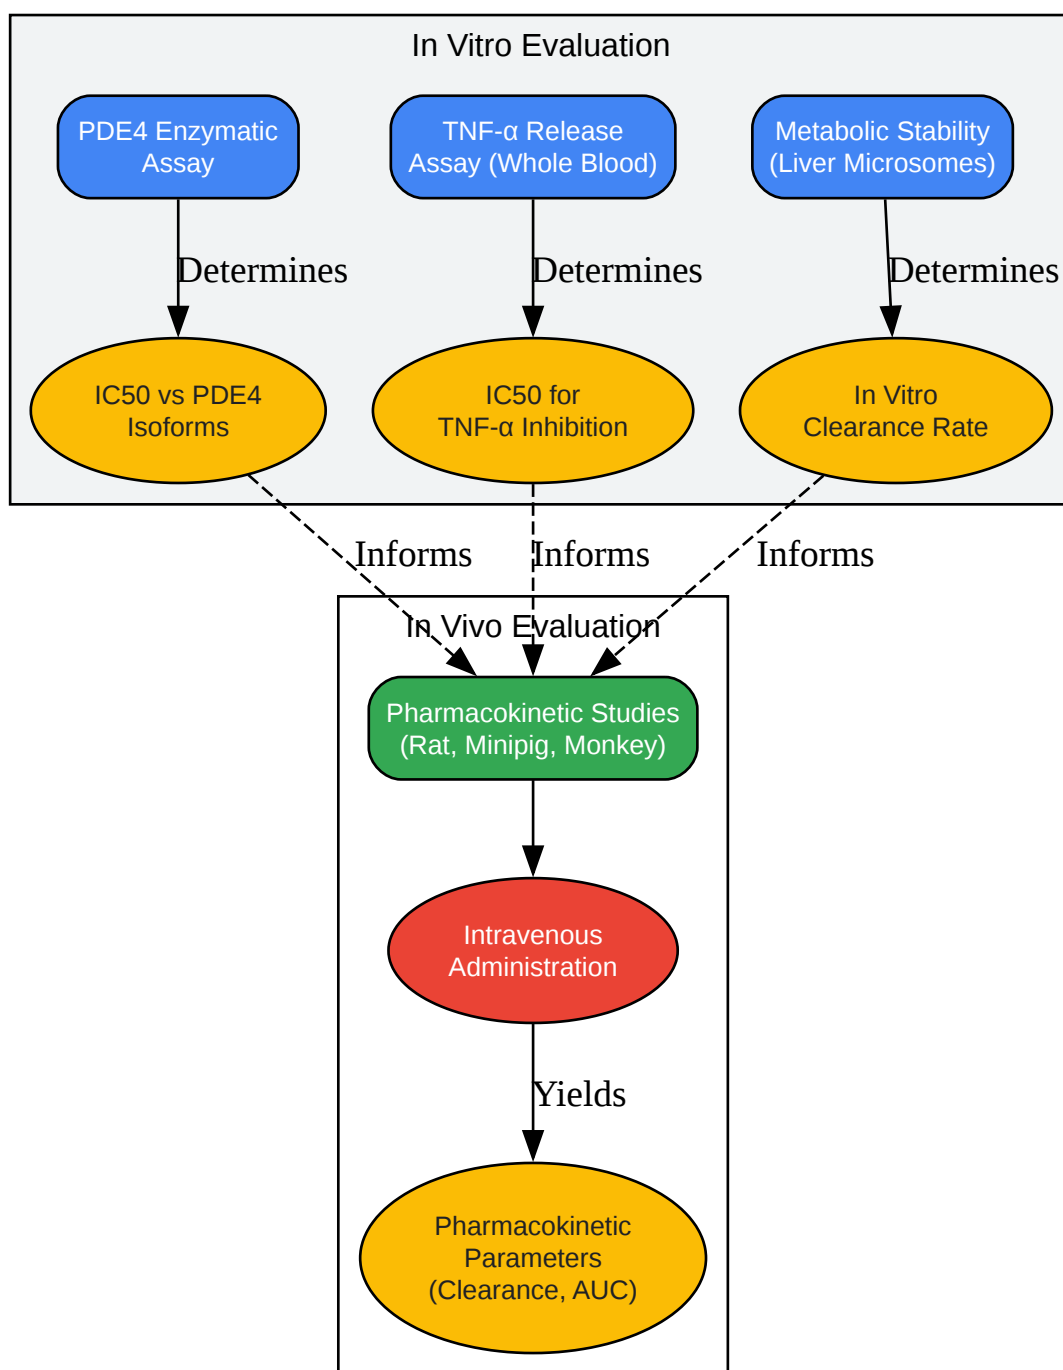 In Vitro Evaluation
PDE4 Enzymatic
Assay
TNF-α Release
Assay (Whole Blood)
Metabolic Stability
(Liver Microsomes)
Determines
Determines
Determines
IC50 vs PDE4
Isoforms
IC50 for
TNF-α Inhibition
In Vitro
Clearance Rate
Informs
Informs
Informs
In Vivo Evaluation
Pharmacokinetic Studies
(Rat, Minipig, Monkey)
Intravenous
Administration
Yields
Pharmacokinetic
Parameters
(Clearance, AUC)